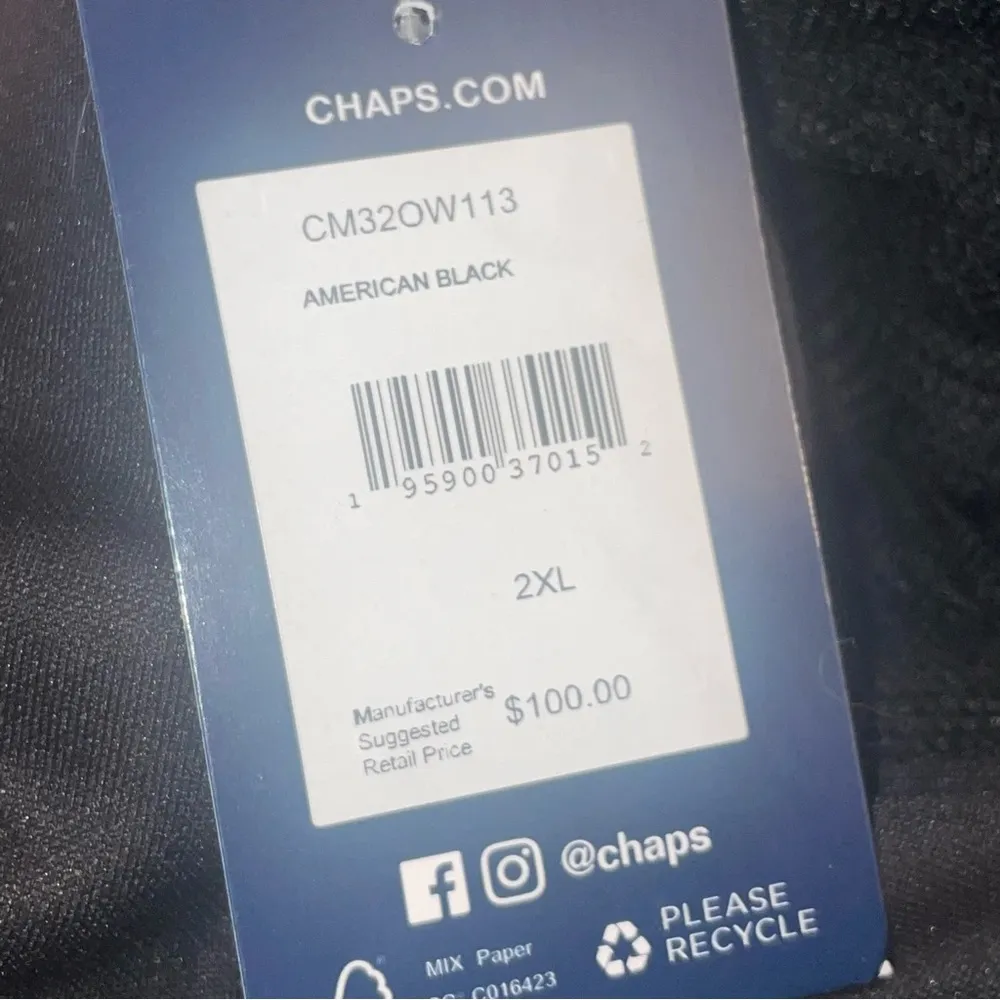 CHAPS.COM
CM32OW113
AMERICAN BLACK
1 95900 37015 2
2XL
Manufacturer's
Suggested
Retail Price
$100.00
@chaps
MIX Paper
C016423
PLEASE
RECYCLE